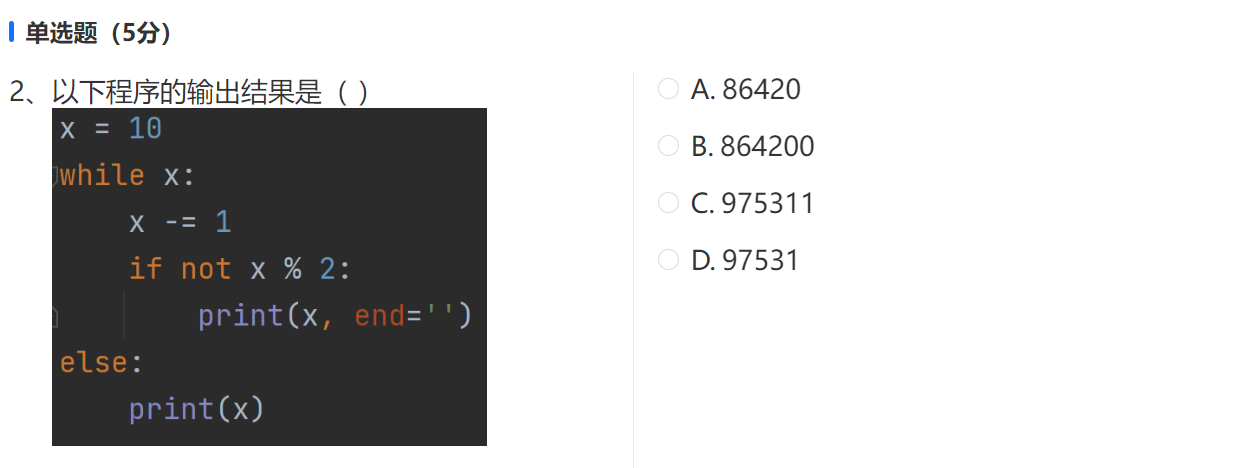 单选题（5分）
2、以下程序的输出结果是（ ）
x = 10
while x:
    x -= 1
    if not x % 2:
        print(x, end='')
else:
    print(x)
A. 86420
B. 864200
C. 975311
D. 97531